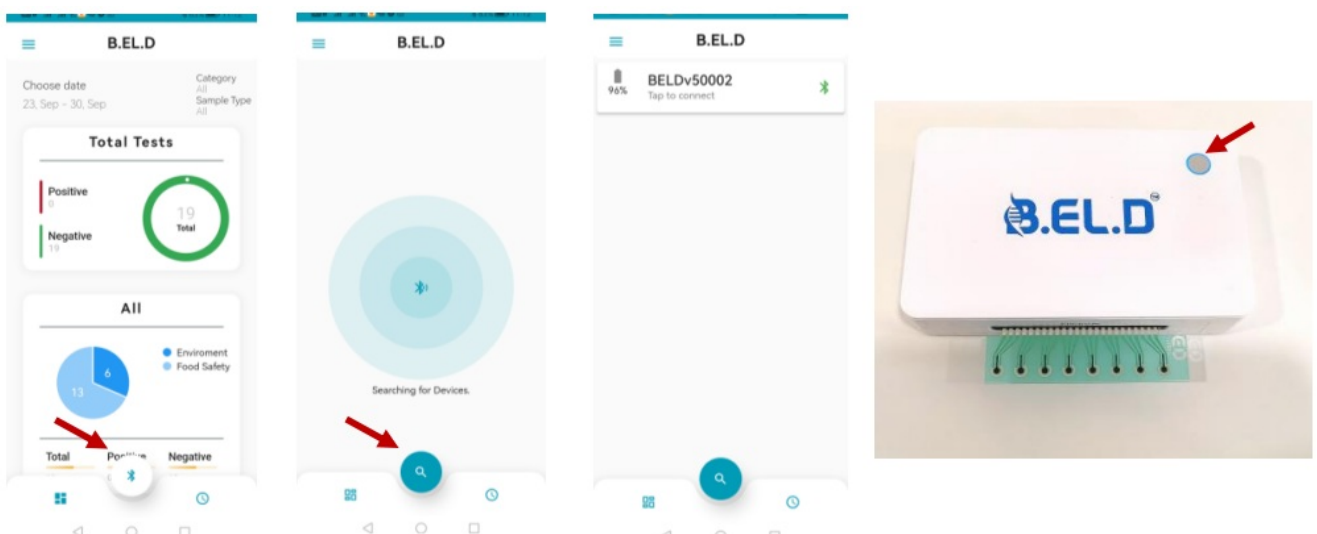 B.EL.D
Choose date
23, Sep - 30, Sep
Category
All
Sample Type
All
Total Tests
Positive
Negative
19
19
Total
All
6
13
Enviroment
Food Safety
Total
Negative
B.EL.D
Searching for Devices.
B.EL.D
96%
BELDv50002
Tap to connect
B.EL.D